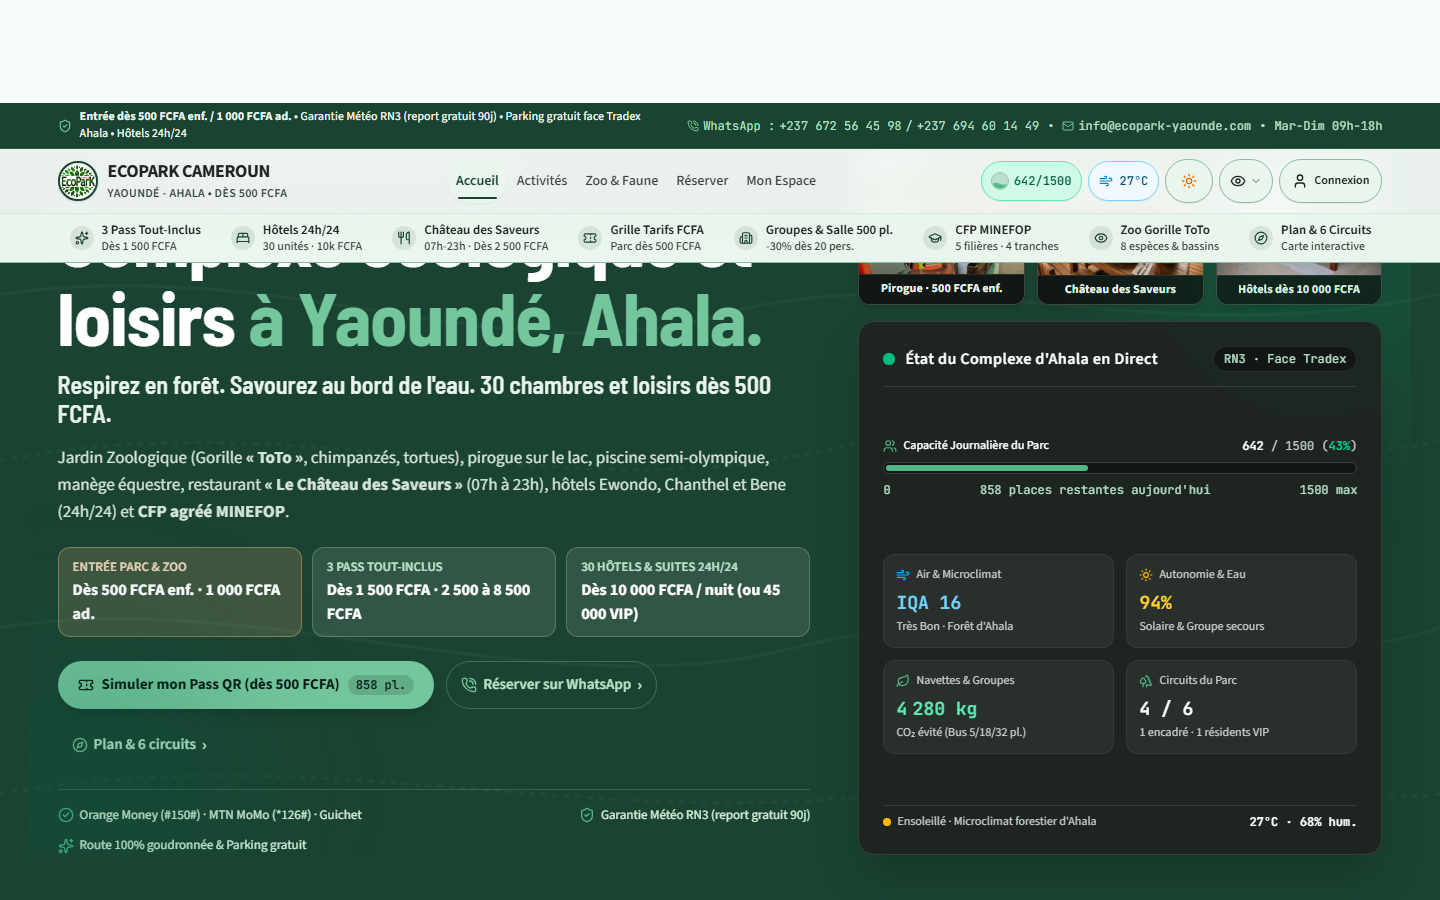 Entrée dès 500 FCFA enf. / 1 000 FCFA ad. • Garantie Météo RN3 (report gratuit 90j) • Parking gratuit face Tradex
Ahala • Hôtels 24h/24
WhatsApp : +237 672 56 45 98 / +237 694 60 14 49 • info@ecopark-yaounde.com • Mar-Dim 09h-18h
EcoParK
ECOPARK CAMEROUN
YAOUNDÉ - AHALA • DÈS 500 FCFA
Accueil
Activités
Zoo & Faune
Réserver
Mon Espace
642/1500
27°C
Connexion
3 Pass Tout-Inclus
Dès 1 500 FCFA
Hôtels 24h/24
30 unités · 10k FCFA
Château des Saveurs
07h-23h · Dès 2 500 FCFA
Grille Tarifs FCFA
Parc dès 500 FCFA
Groupes & Salle 500 pl.
-30% dès 20 pers.
CFP MINEFOP
5 filières · 4 tranches
Zoo Gorille ToTo
8 espèces & bassins
Plan & 6 Circuits
Carte interactive
Complexe écologique et
loisirs à Yaoundé, Ahala.
Respirez en forêt. Savourez au bord de l'eau. 30 chambres et loisirs dès 500
FCFA.
Jardin Zoologique (Gorille « ToTo », chimpanzés, tortues), pirogue sur le lac, piscine semi-olympique,
manège équestre, restaurant « Le Château des Saveurs » (07h à 23h), hôtels Ewondo, Chanthel et Bene
(24h/24) et CFP agréé MINEFOP.
ENTRÉE PARC & ZOO
Dès 500 FCFA enf. · 1 000 FCFA
ad.
3 PASS TOUT-INCLUS
Dès 1 500 FCFA · 2 500 à 8 500
FCFA
30 HÔTELS & SUITES 24H/24
Dès 10 000 FCFA / nuit (ou 45
000 VIP)
Simuler mon Pass QR (dès 500 FCFA) 858 pl.
Réserver sur WhatsApp ›
Plan & 6 circuits ›
Orange Money (#150#) · MTN MoMo (*126#) · Guichet
Garantie Météo RN3 (report gratuit 90j)
Route 100% goudronnée & Parking gratuit
Pirogue · 500 FCFA enf.
Château des Saveurs
Hôtels dès 10 000 FCFA
État du Complexe d'Ahala en Direct
RN3 · Face Tradex
Capacité Journalière du Parc
642 / 1500 (43%)
0
858 places restantes aujourd'hui
1500 max
Air & Microclimat
IQA 16
Très Bon · Forêt d'Ahala
Autonomie & Eau
94%
Solaire & Groupe secours
Navettes & Groupes
4 280 kg
CO₂ évité (Bus 5/18/32 pl.)
Circuits du Parc
4 / 6
1 encadré · 1 résidents VIP
Ensoleillé · Microclimat forestier d'Ahala
27°C · 68% hum.